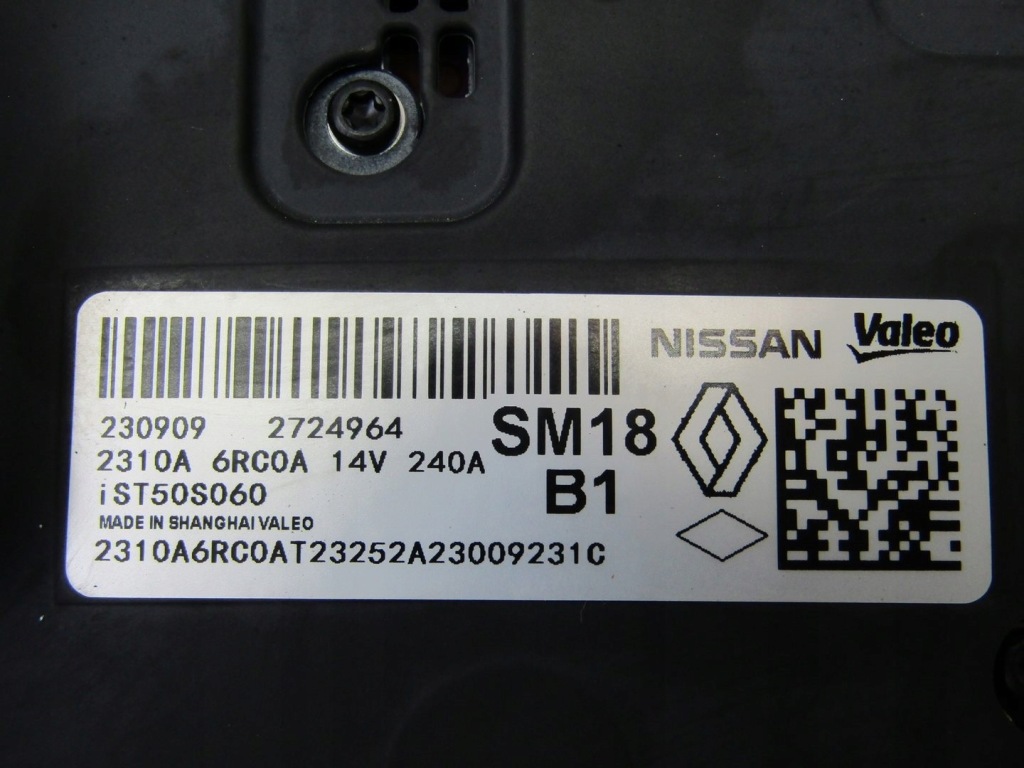 NISSAN Valeo
230909 2724964 SM18
2310A 6RC0A 14V 240A
iST50S060 B1
MADE IN SHANGHAI VALEO
2310A6RC0AT23252A23009231C